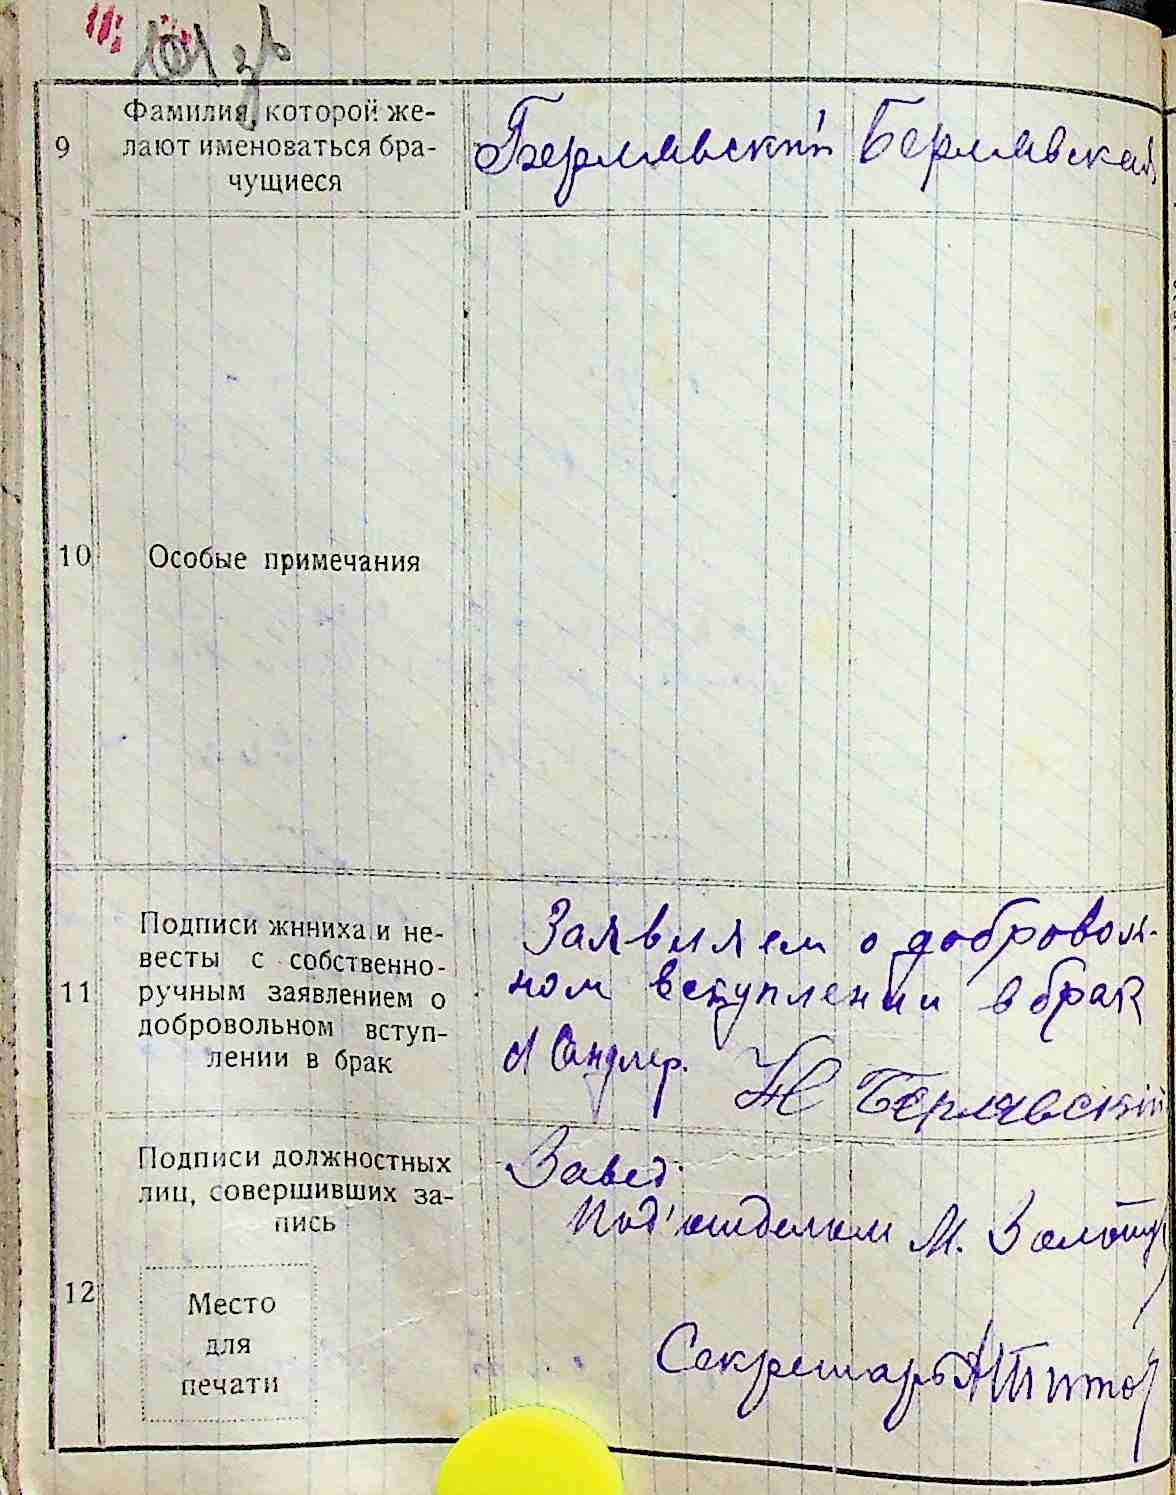 9
Фамилия, которой же-
лают именоваться бра-
чущиеся
Берлявский Берлявская
10 Особые примечания
11
Подписи жниха и не-
весты с собственно-
ручным заявлением о
добровольном вступ-
лении в брак
Заявляем о доброволь-
ном вступлении в брак
Сандлер. Берлявский
12
Подписи должностных
лиц, совершивших за-
пись
Место
для
печати
Завед.
Под'отделом М.
Секретарь